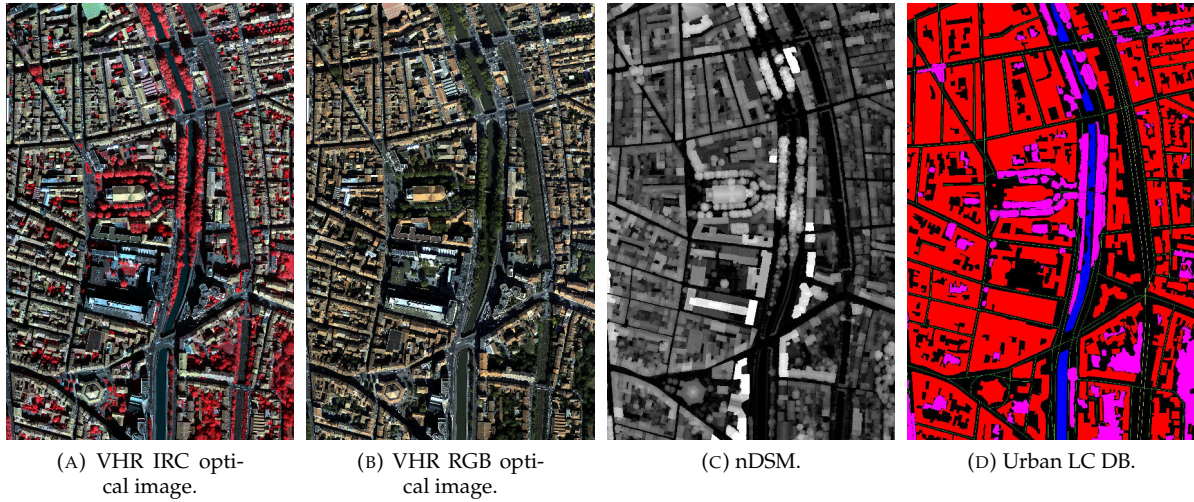 (A) VHR IRC opti-
cal image.
(B) VHR RGB opti-
cal image.
(C) nDSM.
(D) Urban LC DB.